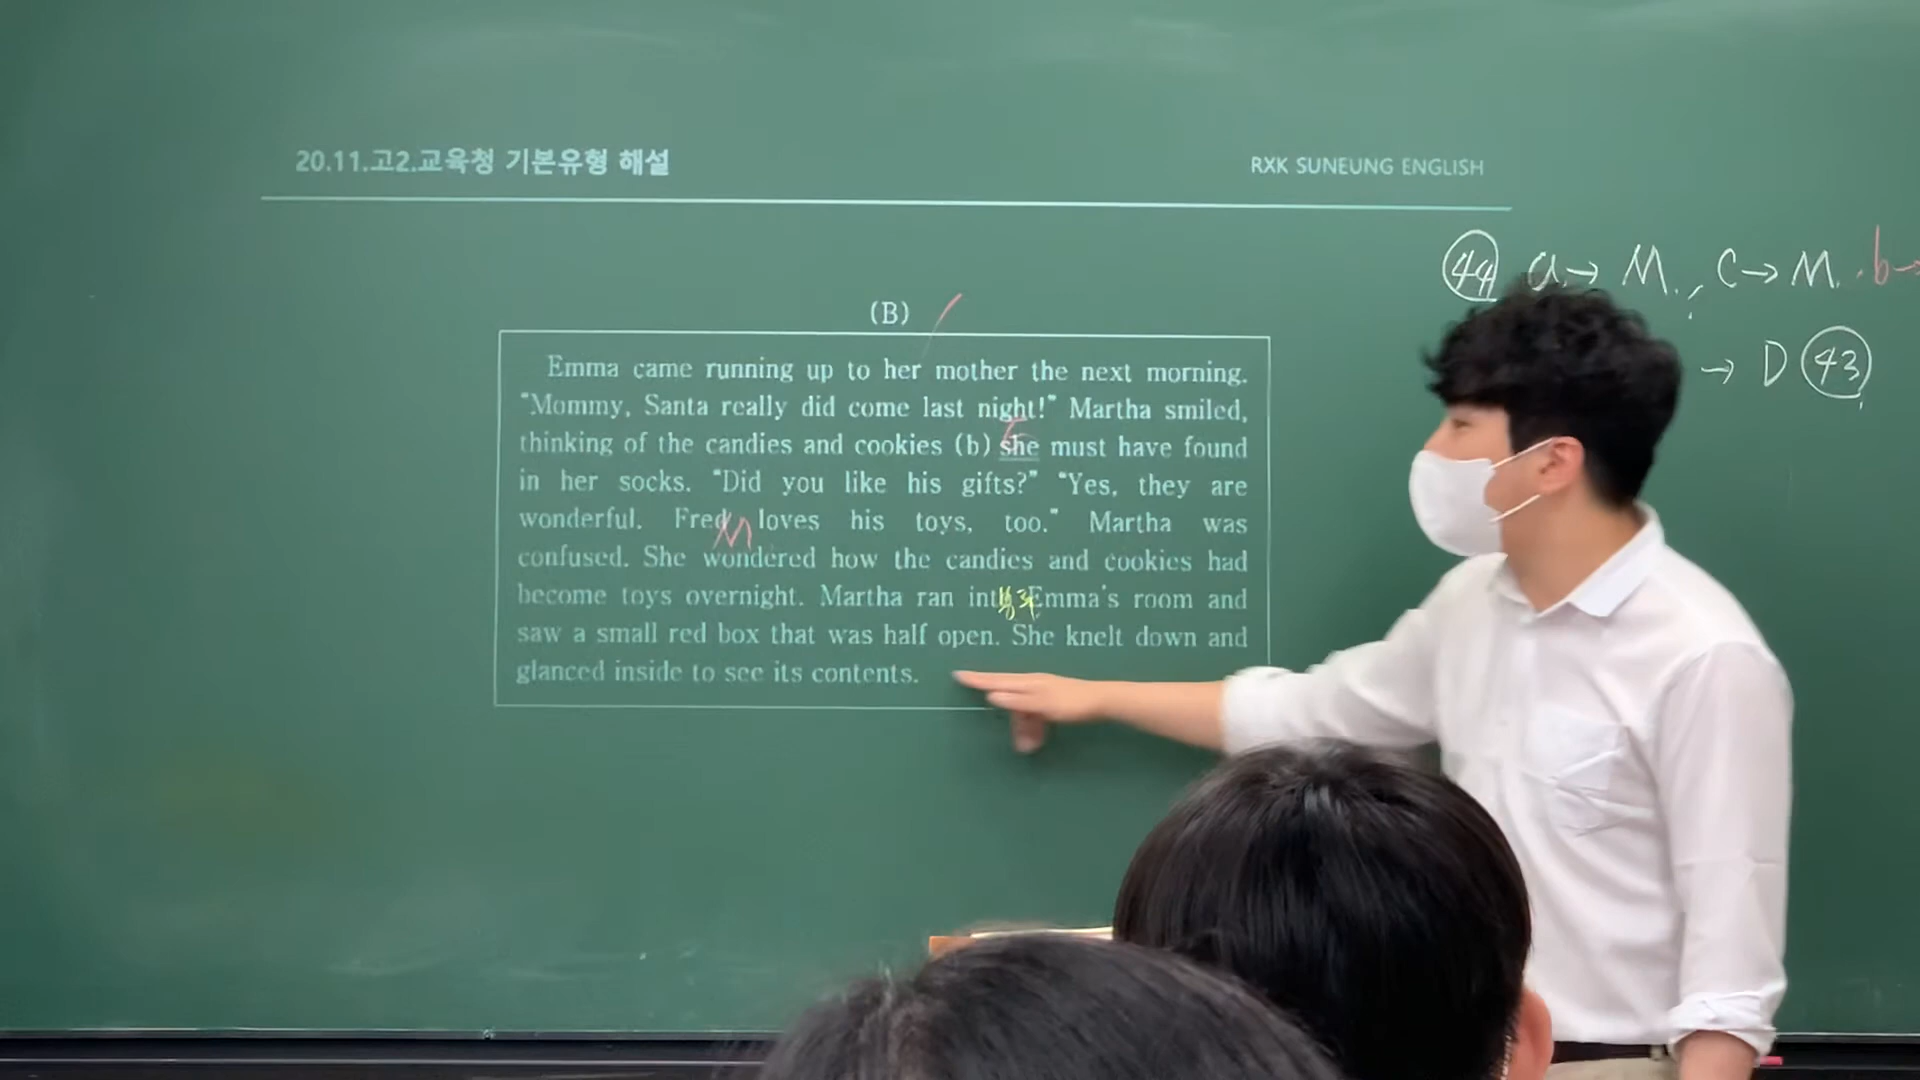 20.11.고2.교육청 기본유형 해설
RXK SUNEUNG ENGLISH
(B)
Emma came running up to her mother the next morning.
"Mommy, Santa really did come last night!" Martha smiled,
thinking of the candies and cookies (b) she must have found
in her socks. "Did you like his gifts?" "Yes, they are
wonderful. Fred loves his toys, too." Martha was
confused. She wondered how the candies and cookies had
become toys overnight. Martha ran into Emma's room and
saw a small red box that was half open. She knelt down and
glanced inside to see its contents.
M
44 a→ M. , C→ M. b→
→ D 43